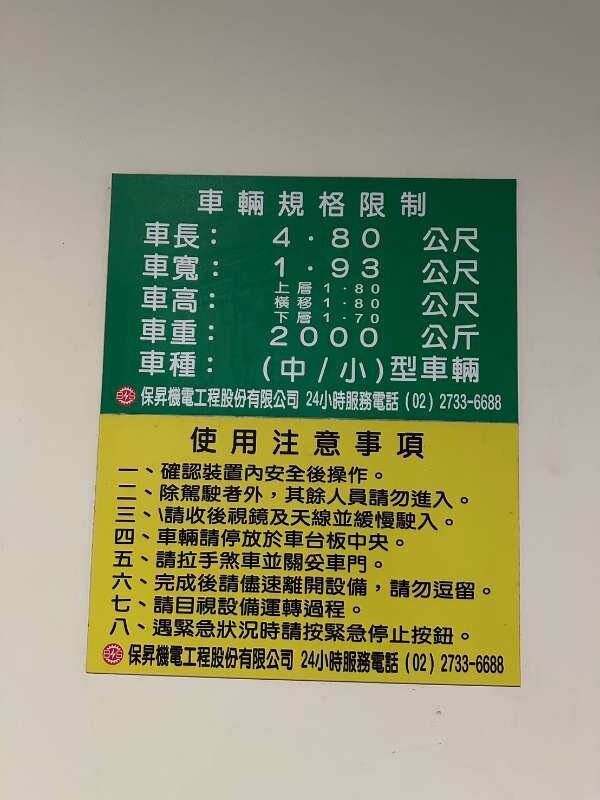 車輛規格限制
車長： 4．80 公尺
車寬： 1．93 公尺
車高： 上層1．80 橫移1．80 下層1．70 公尺
車重： 2000 公斤
車種： (中/小)型車輛
保昇機電工程股份有限公司 24小時服務電話(02)2733-6688
使用注意事項
一、確認裝置內安全後操作。
二、除駕駛者外，其餘人員請勿進入。
三、\請收後視鏡及天線並緩慢駛入。
四、車輛請停放於車台板中央。
五、請拉手煞車並關妥車門。
六、完成後請儘速離開設備，請勿逗留。
七、請目視設備運轉過程。
八、遇緊急狀況時請按緊急停止按鈕。
保昇機電工程股份有限公司 24小時服務電話(02)2733-6688